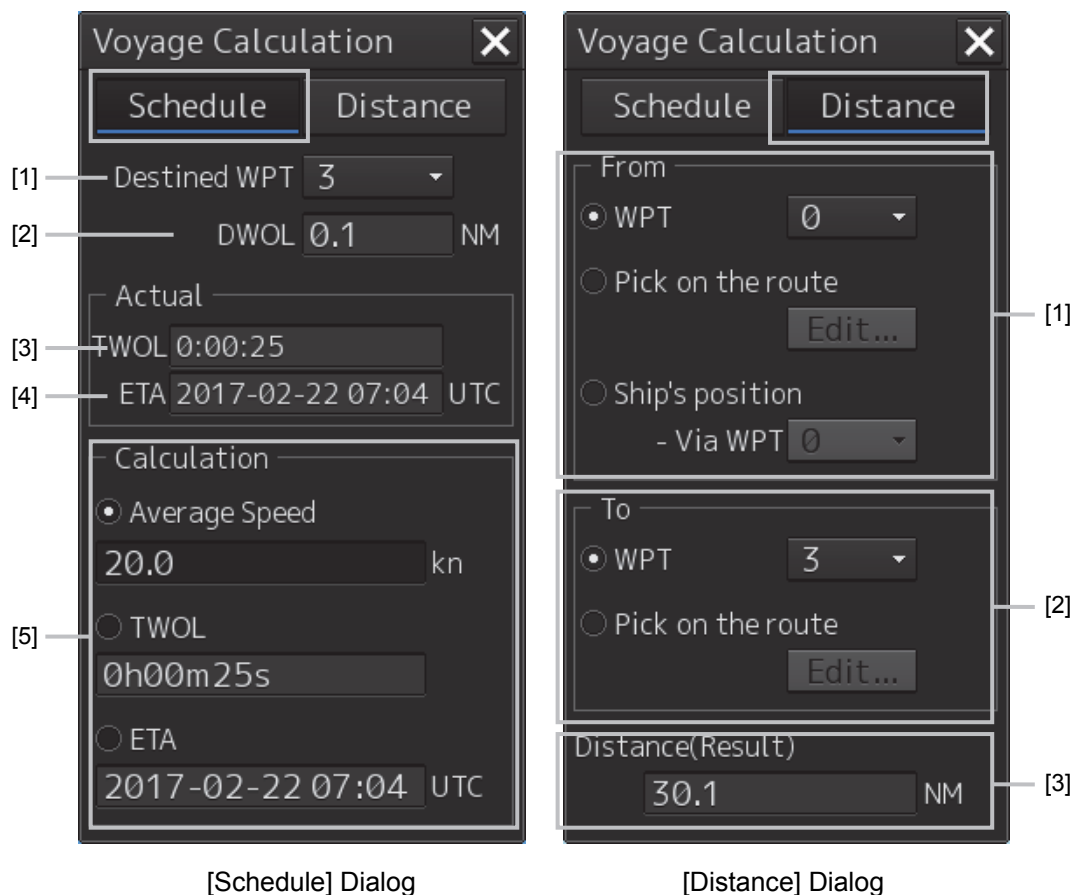 Voyage Calculation
Schedule Distance
[1] Destined WPT 3
[2] DWOL 0.1 NM
Actual
[3] TWOL 0:00:25
[4] ETA 2017-02-22 07:04 UTC
Calculation
Average Speed
20.0 kn
[5] TWOL
0h00m25s
ETA
2017-02-22 07:04 UTC
[Schedule] Dialog
Voyage Calculation
Schedule Distance
From
WPT 0
Pick on the route
[1]
Edit...
Ship's position
- Via WPT 0
To
WPT 3
[2]
Pick on the route
Edit...
Distance(Result)
30.1 NM [3]
[Distance] Dialog